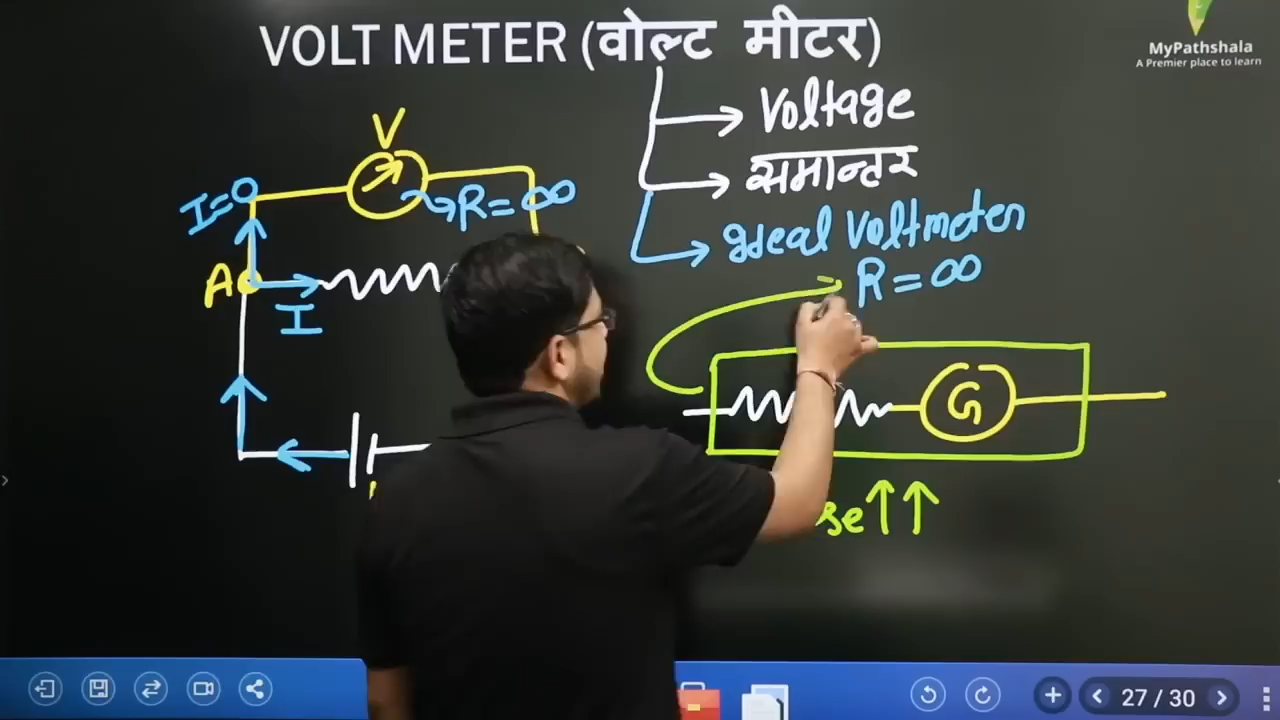 VOLT METER (वोल्ट मीटर)
MyPathshala
A Premier place to learn
V
Voltage
समान्तर
I=0
R=∞
Ideal Voltmeter
R=∞
A
I
G
se↑↑
27 / 30